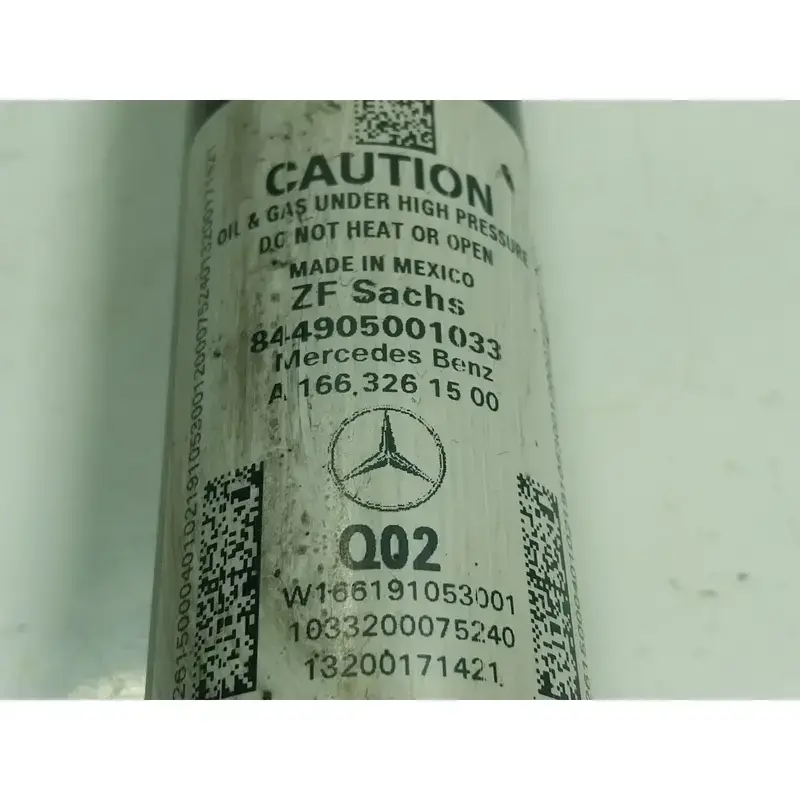 CAUTION
OIL & GAS UNDER HIGH PRESSURE
DO NOT HEAT OR OPEN
MADE IN MEXICO
ZF Sachs
844905001033
Mercedes Benz
A 166.326 15 00
Q02
W166191053001
1033200075240
13200171421